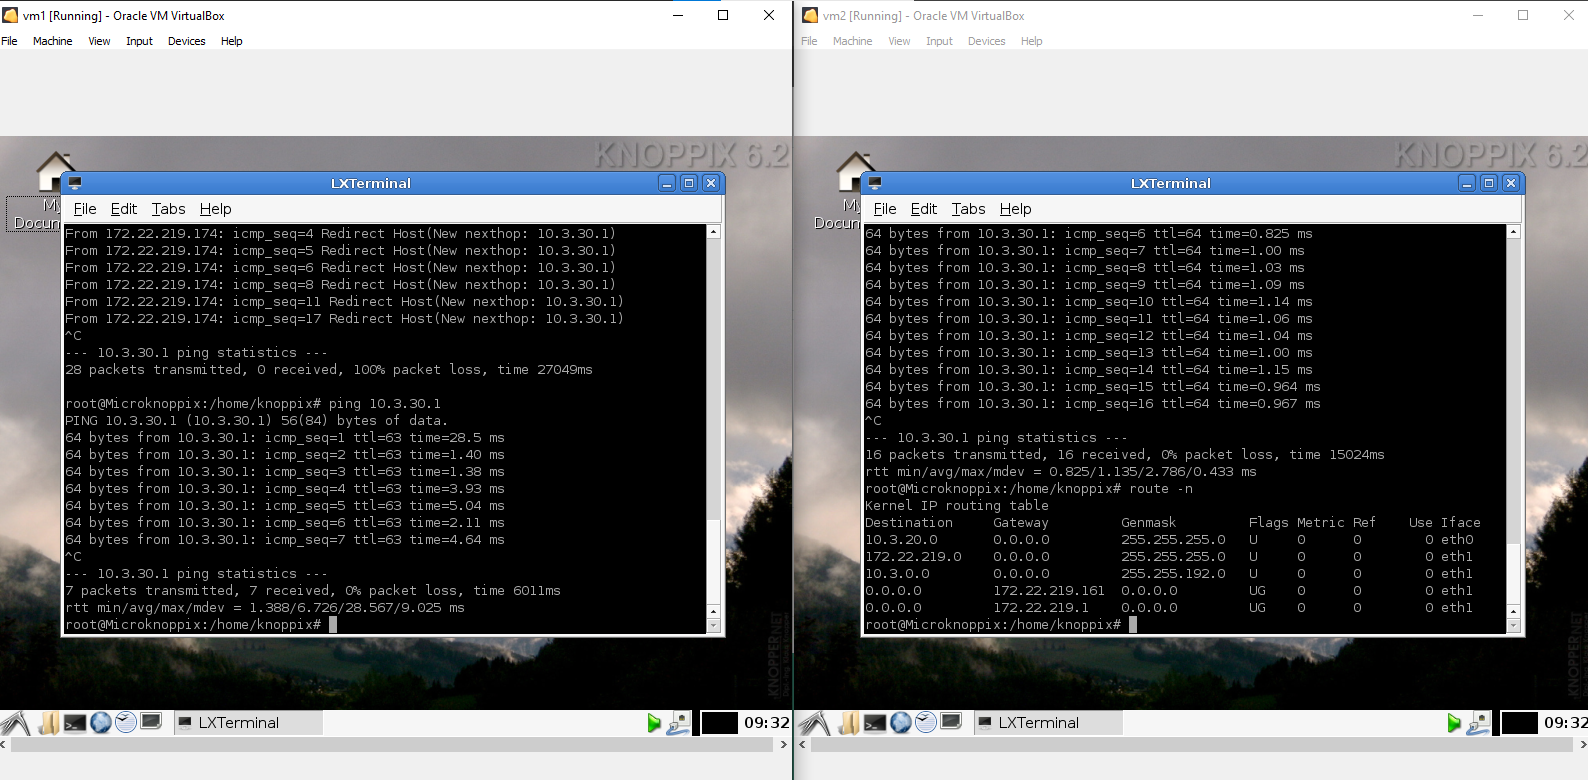 vm1 [Running] - Oracle VM VirtualBox
File Machine View Input Devices Help
KNOPPIX 6.2
My
Docum
LXTerminal
File Edit Tabs Help
From 172.22.219.174: icmp_seq=4 Redirect Host(New nexthop: 10.3.30.1)
From 172.22.219.174: icmp_seq=5 Redirect Host(New nexthop: 10.3.30.1)
From 172.22.219.174: icmp_seq=6 Redirect Host(New nexthop: 10.3.30.1)
From 172.22.219.174: icmp_seq=8 Redirect Host(New nexthop: 10.3.30.1)
From 172.22.219.174: icmp_seq=11 Redirect Host(New nexthop: 10.3.30.1)
From 172.22.219.174: icmp_seq=17 Redirect Host(New nexthop: 10.3.30.1)
^C
--- 10.3.30.1 ping statistics ---
28 packets transmitted, 0 received, 100% packet loss, time 27049ms
root@Microknoppix:/home/knoppix# ping 10.3.30.1
PING 10.3.30.1 (10.3.30.1) 56(84) bytes of data.
64 bytes from 10.3.30.1: icmp_seq=1 ttl=63 time=28.5 ms
64 bytes from 10.3.30.1: icmp_seq=2 ttl=63 time=1.40 ms
64 bytes from 10.3.30.1: icmp_seq=3 ttl=63 time=1.38 ms
64 bytes from 10.3.30.1: icmp_seq=4 ttl=63 time=3.93 ms
64 bytes from 10.3.30.1: icmp_seq=5 ttl=63 time=5.04 ms
64 bytes from 10.3.30.1: icmp_seq=6 ttl=63 time=2.11 ms
64 bytes from 10.3.30.1: icmp_seq=7 ttl=63 time=4.64 ms
^C
--- 10.3.30.1 ping statistics ---
7 packets transmitted, 7 received, 0% packet loss, time 6011ms
rtt min/avg/max/mdev = 1.388/6.726/28.567/9.025 ms
root@Microknoppix:/home/knoppix#
KNOPPER.NET
LXTerminal
09:32
vm2 [Running] - Oracle VM VirtualBox
File Machine View Input Devices Help
KNOPPIX 6.2
My
Docum
LXTerminal
File Edit Tabs Help
64 bytes from 10.3.30.1: icmp_seq=6 ttl=64 time=0.825 ms
64 bytes from 10.3.30.1: icmp_seq=7 ttl=64 time=1.00 ms
64 bytes from 10.3.30.1: icmp_seq=8 ttl=64 time=1.03 ms
64 bytes from 10.3.30.1: icmp_seq=9 ttl=64 time=1.09 ms
64 bytes from 10.3.30.1: icmp_seq=10 ttl=64 time=1.14 ms
64 bytes from 10.3.30.1: icmp_seq=11 ttl=64 time=1.06 ms
64 bytes from 10.3.30.1: icmp_seq=12 ttl=64 time=1.04 ms
64 bytes from 10.3.30.1: icmp_seq=13 ttl=64 time=1.00 ms
64 bytes from 10.3.30.1: icmp_seq=14 ttl=64 time=1.15 ms
64 bytes from 10.3.30.1: icmp_seq=15 ttl=64 time=0.964 ms
64 bytes from 10.3.30.1: icmp_seq=16 ttl=64 time=0.967 ms
^C
--- 10.3.30.1 ping statistics ---
16 packets transmitted, 16 received, 0% packet loss, time 15024ms
rtt min/avg/max/mdev = 0.825/1.135/2.786/0.433 ms
root@Microknoppix:/home/knoppix# route -n
Kernel IP routing table
Destination Gateway Genmask Flags Metric Ref Use Iface
10.3.20.0 0.0.0.0 255.255.255.0 U 0 0 0 eth0
172.22.219.0 0.0.0.0 255.255.255.0 U 0 0 0 eth1
10.3.0.0 0.0.0.0 255.255.192.0 U 0 0 0 eth1
0.0.0.0 172.22.219.161 0.0.0.0 UG 0 0 0 eth1
0.0.0.0 172.22.219.1 0.0.0.0 UG 0 0 0 eth1
root@Microknoppix:/home/knoppix#
KNOPPER.NET
LXTerminal
09:32